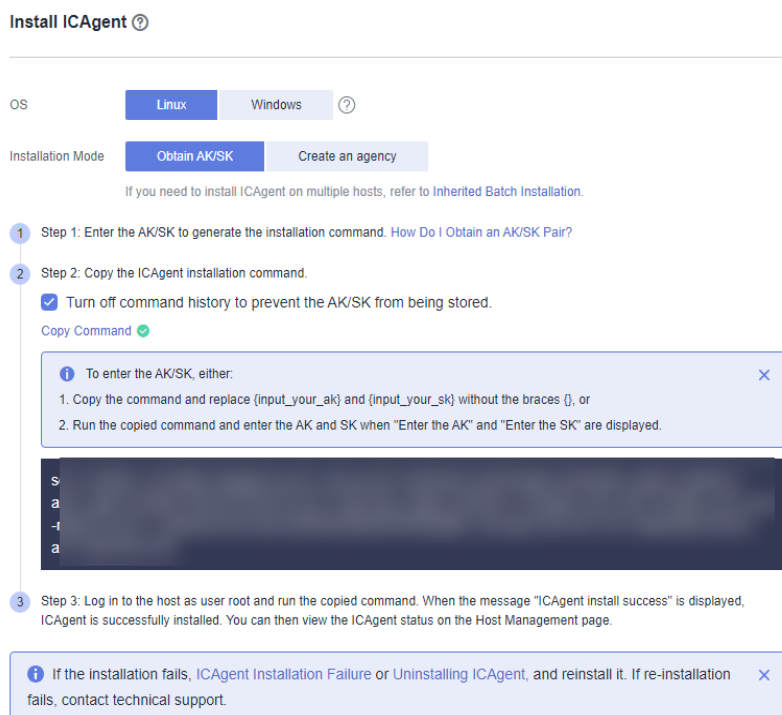 Install ICAgent ?
OS Linux Windows ?
Installation Mode Obtain AK/SK Create an agency
If you need to install ICAgent on multiple hosts, refer to Inherited Batch Installation.
1 Step 1: Enter the AK/SK to generate the installation command. How Do I Obtain an AK/SK Pair?
2 Step 2: Copy the ICAgent installation command.
Turn off command history to prevent the AK/SK from being stored.
Copy Command
To enter the AK/SK, either:
1. Copy the command and replace {input_your_ak} and {input_your_sk} without the braces {}, or
2. Run the copied command and enter the AK and SK when "Enter the AK" and "Enter the SK" are displayed.
3 Step 3: Log in to the host as user root and run the copied command. When the message "ICAgent install success" is displayed,
ICAgent is successfully installed. You can then view the ICAgent status on the Host Management page.
If the installation fails, ICAgent Installation Failure or Uninstalling ICAgent, and reinstall it. If re-installation
fails, contact technical support.